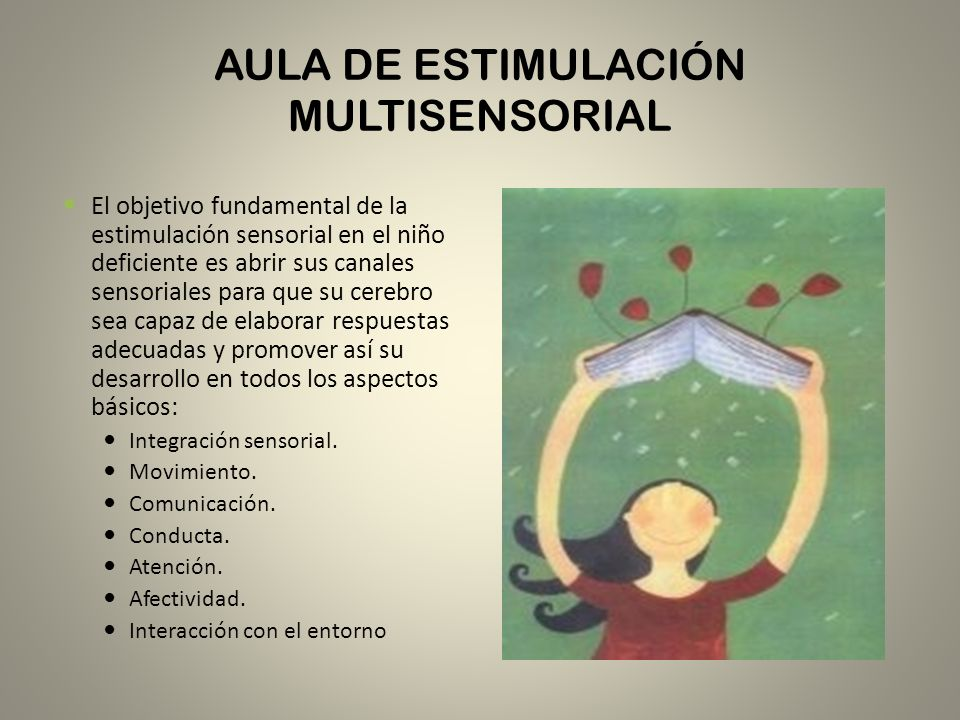 AULA DE ESTIMULACIÓN
MULTISENSORIAL
El objetivo fundamental de la
estimulación sensorial en el niño
deficiente es abrir sus canales
sensoriales para que su cerebro
sea capaz de elaborar respuestas
adecuadas y promover así su
desarrollo en todos los aspectos
básicos:
Integración sensorial.
Movimiento.
Comunicación.
Conducta.
Atención.
Afectividad.
Interacción con el entorno